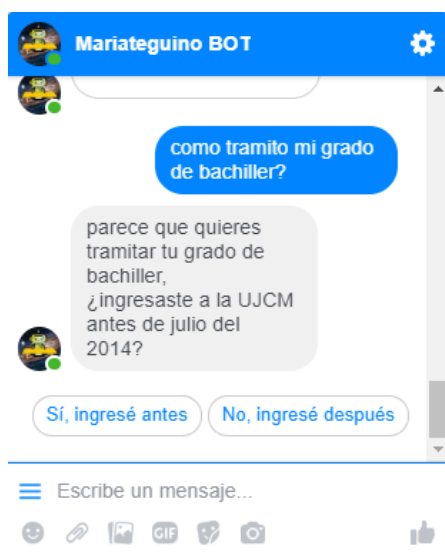 Mariateguino BOT
como tramito mi grado
de bachiller?
parece que quieres
tramitar tu grado de
bachiller,
¿ingresaste a la UJCM
antes de julio del
2014?
Sí, ingresé antes
No, ingresé después
Escribe un mensaje...
GIF